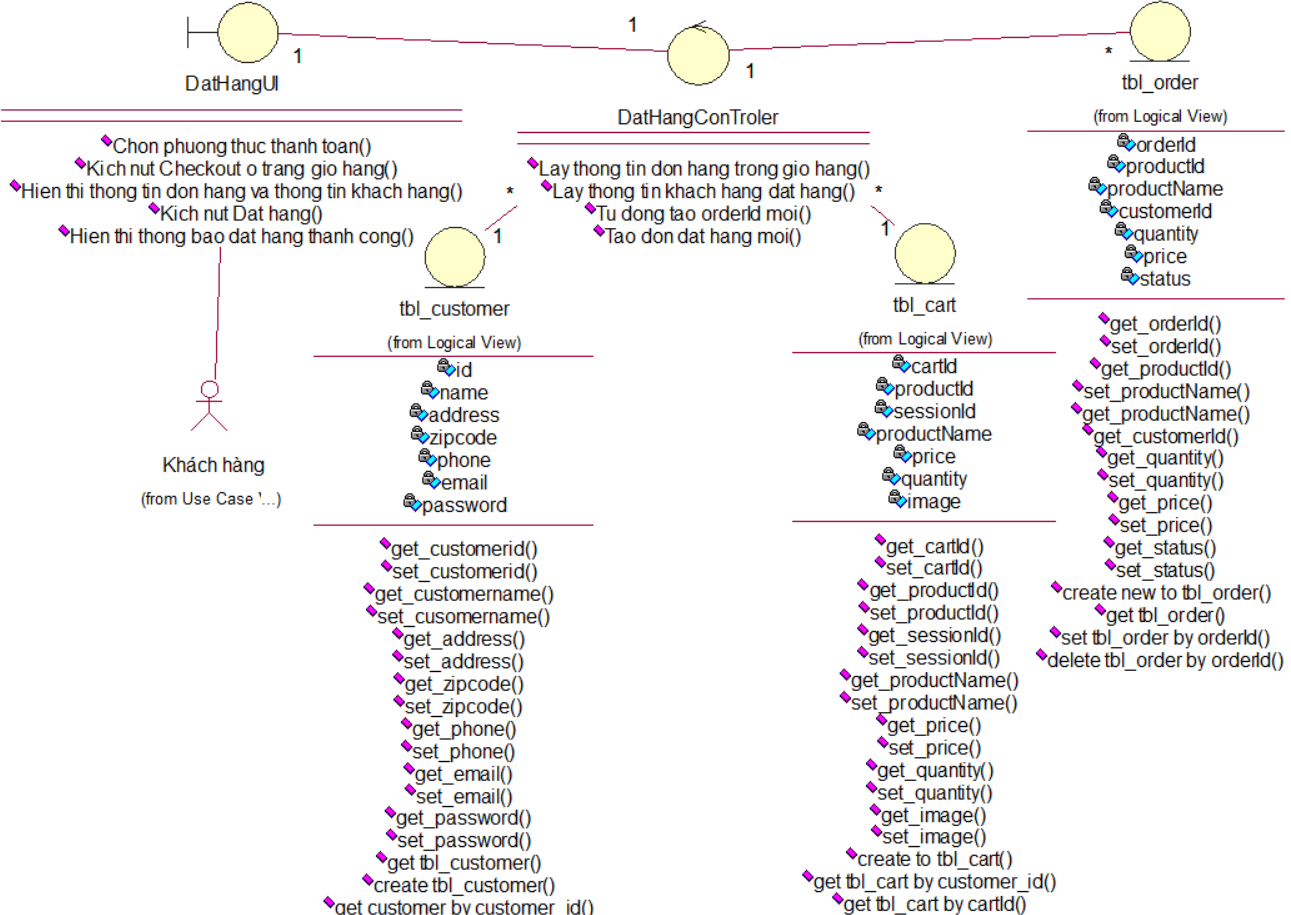 1
1
1
*
DatHangUI
DatHangConTroler
tbl_order
(from Logical View)
Chon phuong thuc thanh toan()
Kich nut Checkout o trang gio hang()
Hien thi thong tin don hang va thong tin khach hang()
Kich nut Dat hang()
Hien thi thong bao dat hang thanh cong()
Lay thong tin don hang trong gio hang()
Lay thong tin khach hang dat hang()
Tu dong tao orderId moi()
Tao don dat hang moi()
*
1
*
1
orderId
productId
productName
customerId
quantity
price
status
get_orderId()
set_orderId()
get_productId()
set_productName()
get_productName()
get_customerId()
get_quantity()
set_quantity()
get_price()
set_price()
get_status()
set_status()
create new to tbl_order()
get tbl_order()
set tbl_order by orderId()
delete tbl_order by orderId()
Khách hàng
(from Use Case '...)
tbl_customer
(from Logical View)
id
name
address
zipcode
phone
email
password
get_customerid()
set_customerid()
get_customername()
set_cusomername()
get_address()
set_address()
get_zipcode()
set_zipcode()
get_phone()
set_phone()
get_email()
set_email()
get_password()
set_password()
get tbl_customer()
create tbl_customer()
get customer by customer_id()
tbl_cart
(from Logical View)
cartId
productId
sessionId
productName
price
quantity
image
get_cartId()
set_cartId()
get_productId()
set_productId()
get_sessionId()
set_sessionId()
get_productName()
set_productName()
get_price()
set_price()
get_quantity()
set_quantity()
get_image()
set_image()
create to tbl_cart()
get tbl_cart by customer_id()
get tbl_cart by cartId()